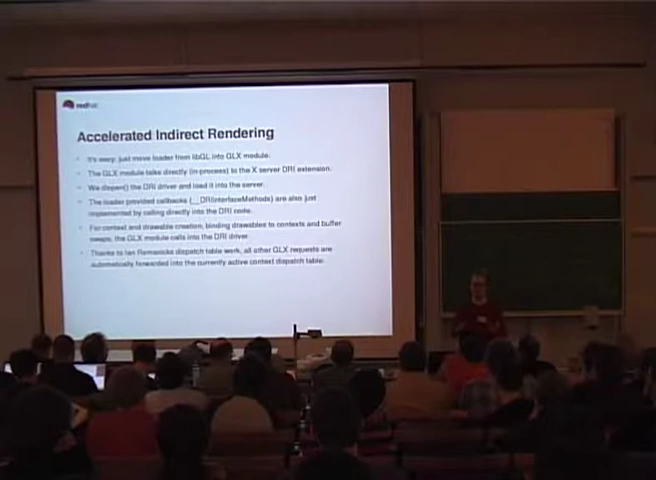 redhat
Accelerated Indirect Rendering
It's easy, just move loader from libGL into GLX module.
The GLX module talks directly (in-process) to the X server DRI extension.
We dlopen() the DRI driver and load it into the server.
The loader provided callbacks (__DRIinterfaceMethods) are also just
implemented by calling directly into the DRI code.
For context and drawable creation, binding drawables to contexts and buffer
swaps, the GLX module calls into the DRI driver.
Thanks to Ian Romanicks dispatch table work, all other GLX requests are
automatically forwarded into the currently active context dispatch table.